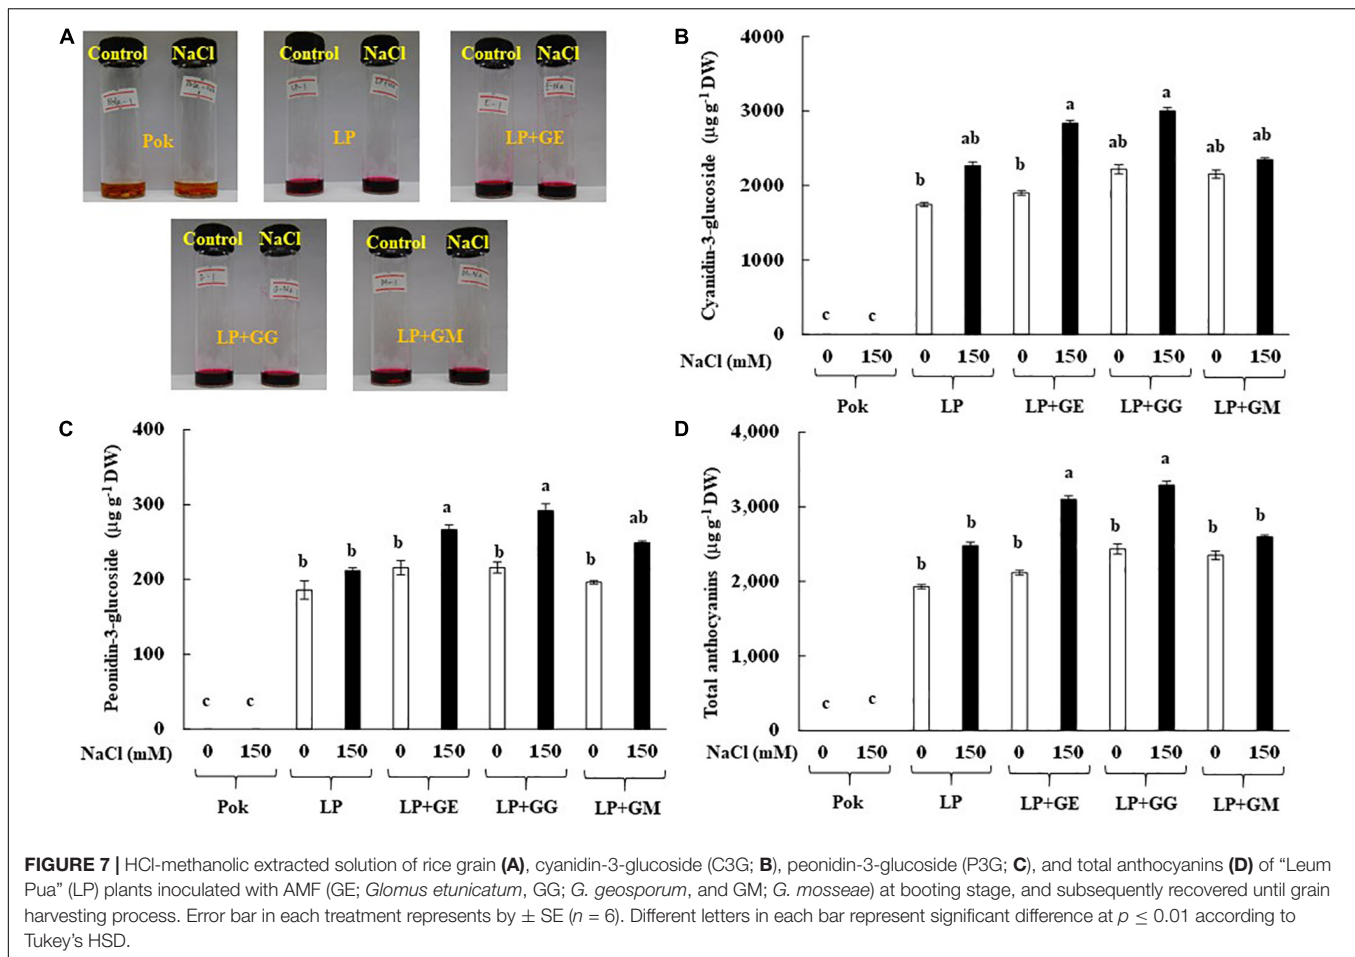 A
Control NaCl
Pok
Control NaCl
LP
Control NaCl
LP+GE
Control NaCl
LP+GG
Control NaCl
LP+GM
B
Cyanidin-3-glucoside (µg g-1 DW)
4000
3000
2000
1000
0
c c b ab b a ab a ab ab
NaCl (mM) 0 150 0 150 0 150 0 150 0 150
Pok LP LP+GE LP+GG LP+GM
C
Peonidin-3-glucoside (µg g-1 DW)
400
300
200
100
0
c c b b b a b a b ab
NaCl (mM) 0 150 0 150 0 150 0 150 0 150
Pok LP LP+GE LP+GG LP+GM
D
Total anthocyanins (µg g-1 DW)
4,000
3,000
2,000
1,000
0
c c b b b a b a b b
NaCl (mM) 0 150 0 150 0 150 0 150 0 150
Pok LP LP+GE LP+GG LP+GM
FIGURE 7 | HCl-methanolic extracted solution of rice grain (A), cyanidin-3-glucoside (C3G; B), peonidin-3-glucoside (P3G; C), and total anthocyanins (D) of “Leum
Pua” (LP) plants inoculated with AMF (GE; Glomus etunicatum, GG; G. geosporum, and GM; G. mosseae) at booting stage, and subsequently recovered until grain
harvesting process. Error bar in each treatment represents by ± SE (n = 6). Different letters in each bar represent significant difference at p ≤ 0.01 according to
Tukey’s HSD.